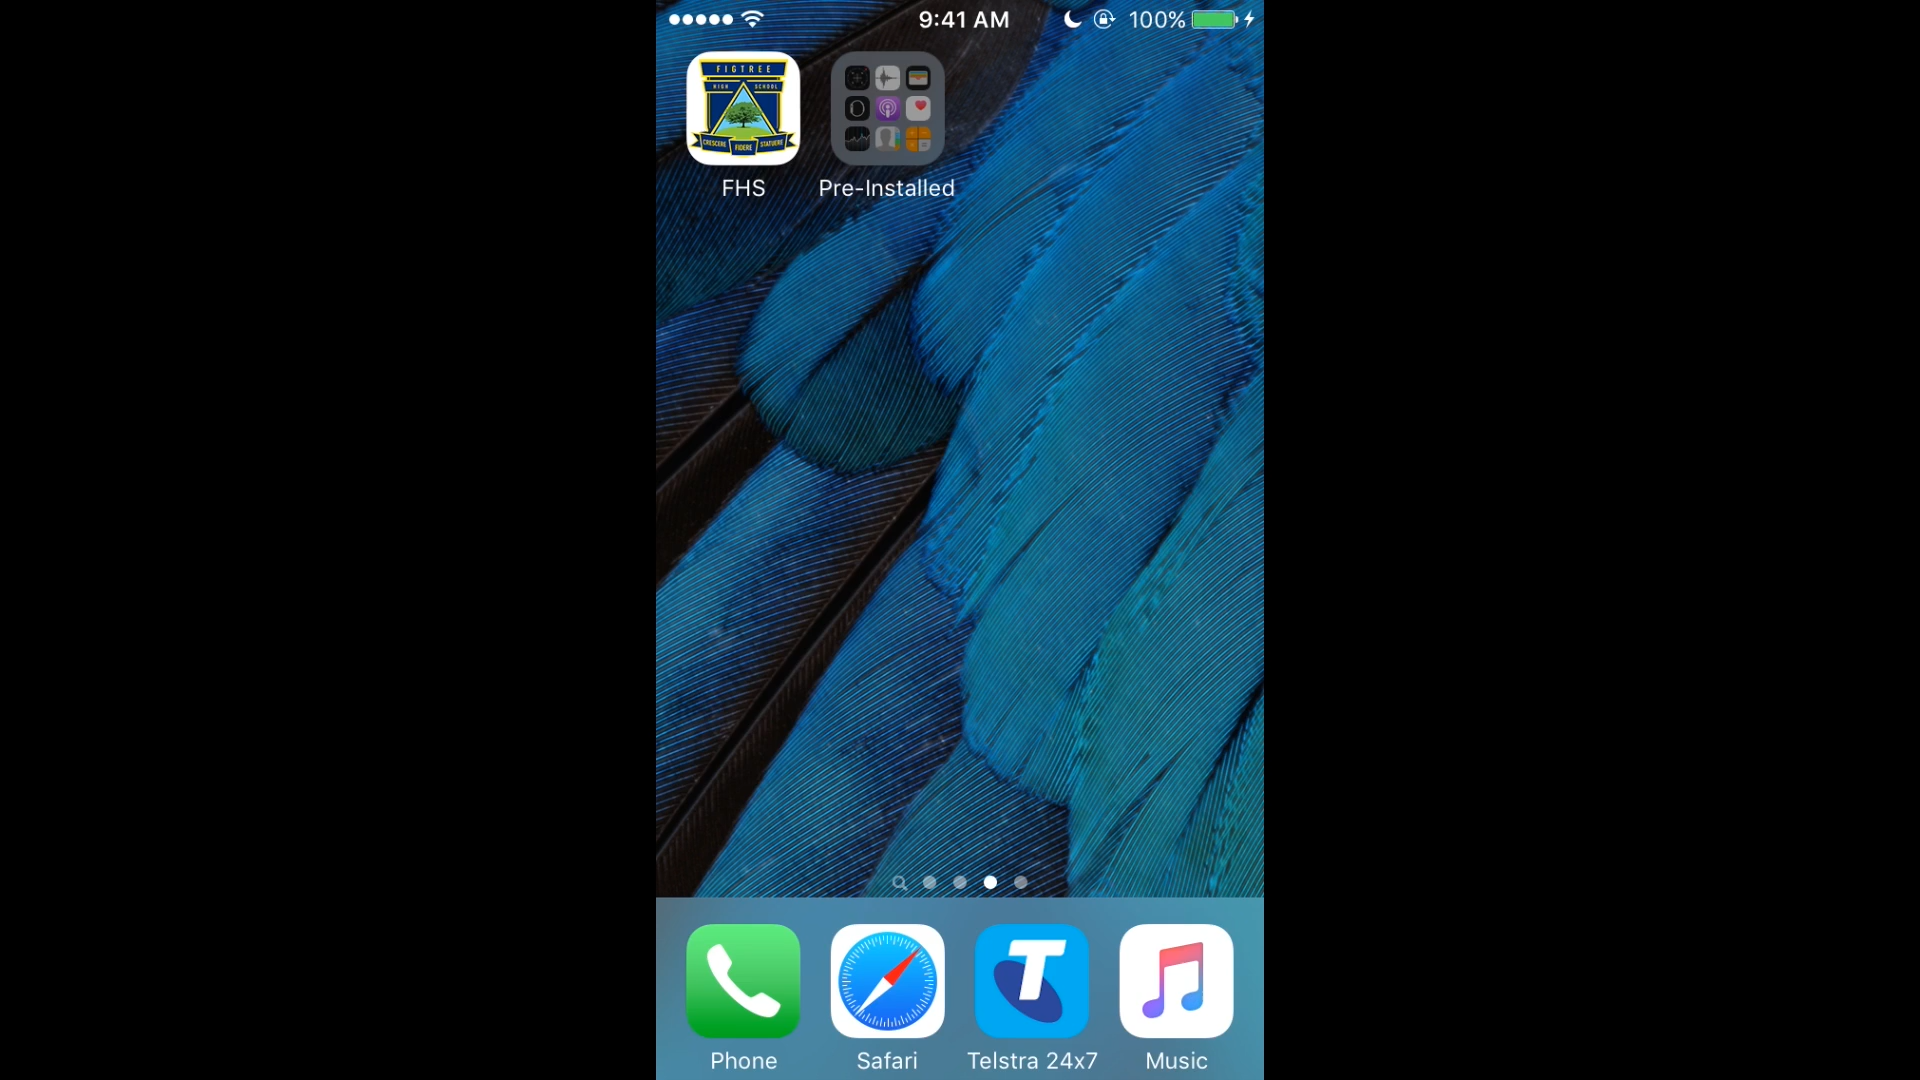 9:41 AM
100%
FIGTREE
HIGH SCHOOL
CRESCERE FIDERE STATUERE
FHS
Pre-Installed
Phone
Safari
Telstra 24x7
Music